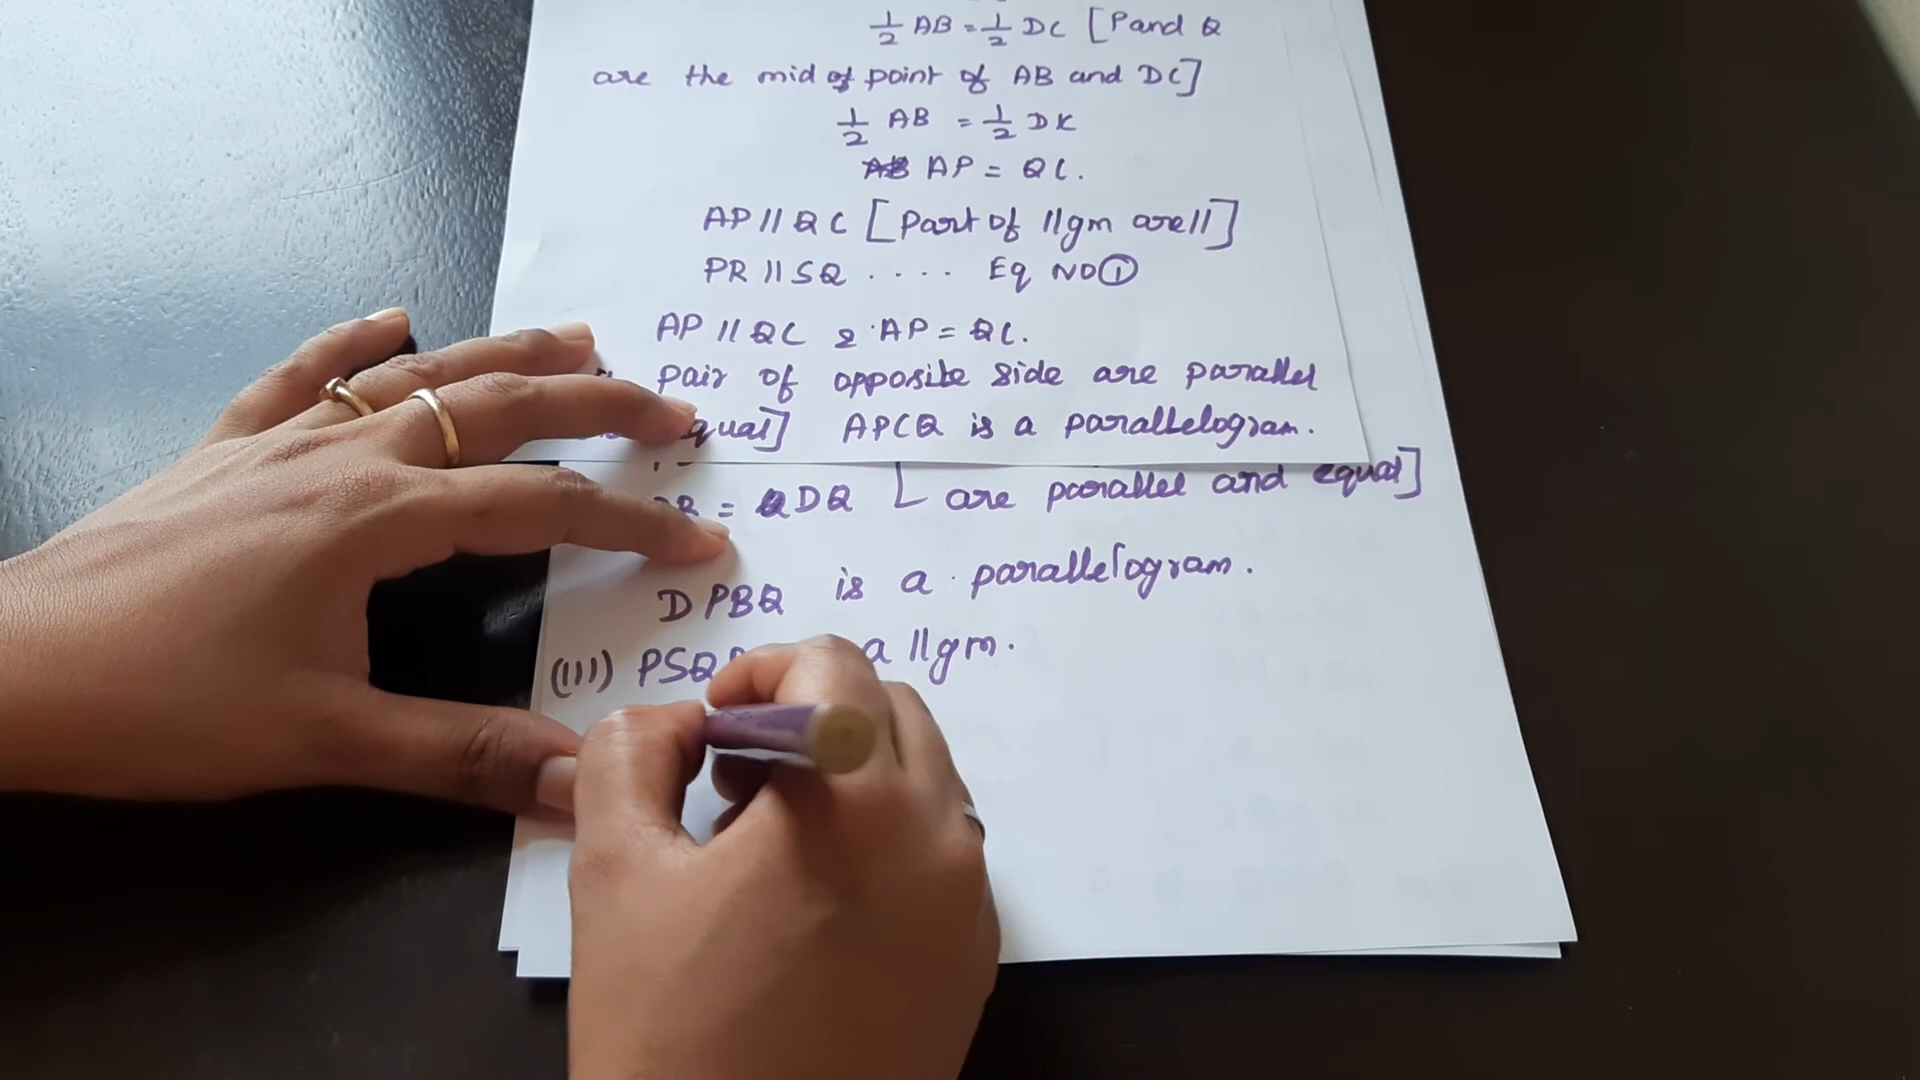 1/2 AB = 1/2 DC [P and Q
are the mid of point of AB and DC]
1/2 AB = 1/2 DC
AP = QC.
AP // QC [Part of //gm are //]
PR // SQ .... Eq NO ①
AP // QC & AP = QC.
pair of opposite side are parallel
equal] APCQ is a parallelogram.
= DQ [ are parallel and equal]
DPBQ is a parallelogram.
(III) PSQ a //gm.